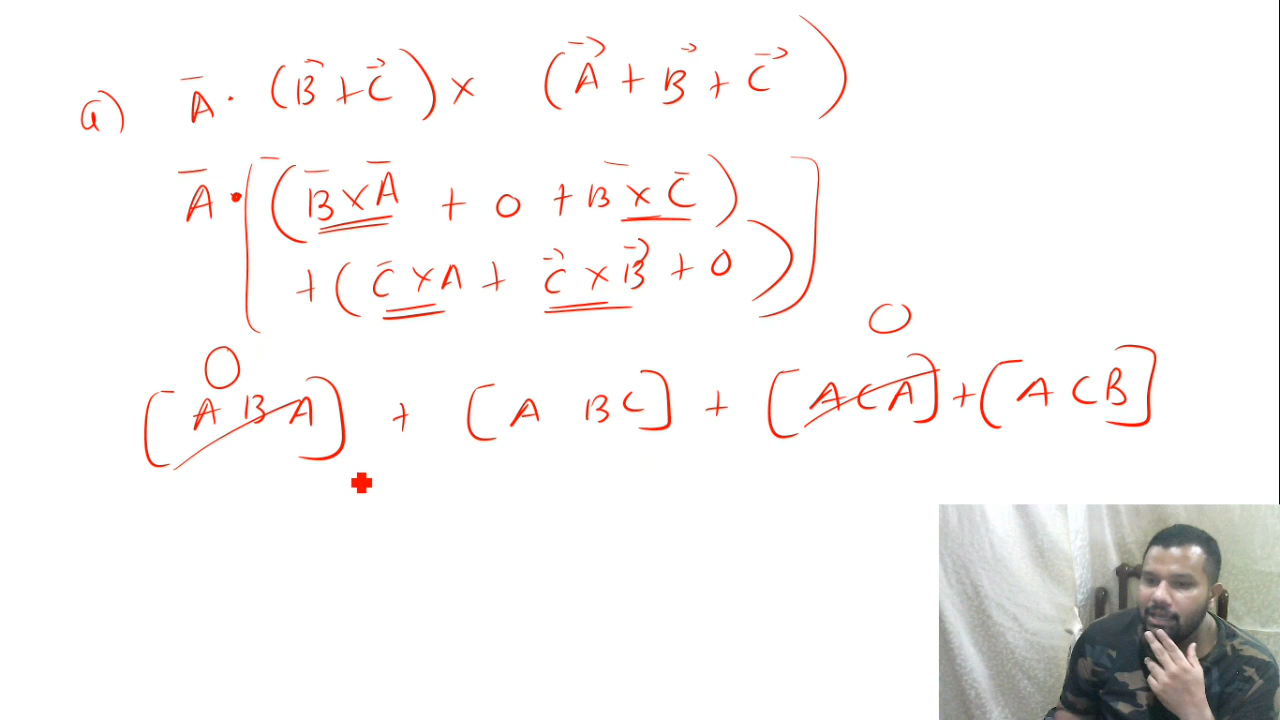 a) A̅ · (B⃗ + C⃗) × (A⃗ + B⃗ + C⃗)
A̅ · [(B̅ × A̅ + 0 + B̅ × C̅)
+ (C̅ × A + C⃗ × B⃗ + 0)]
0 0
[A B A] + [A B C] + [A C A] + [A C B]